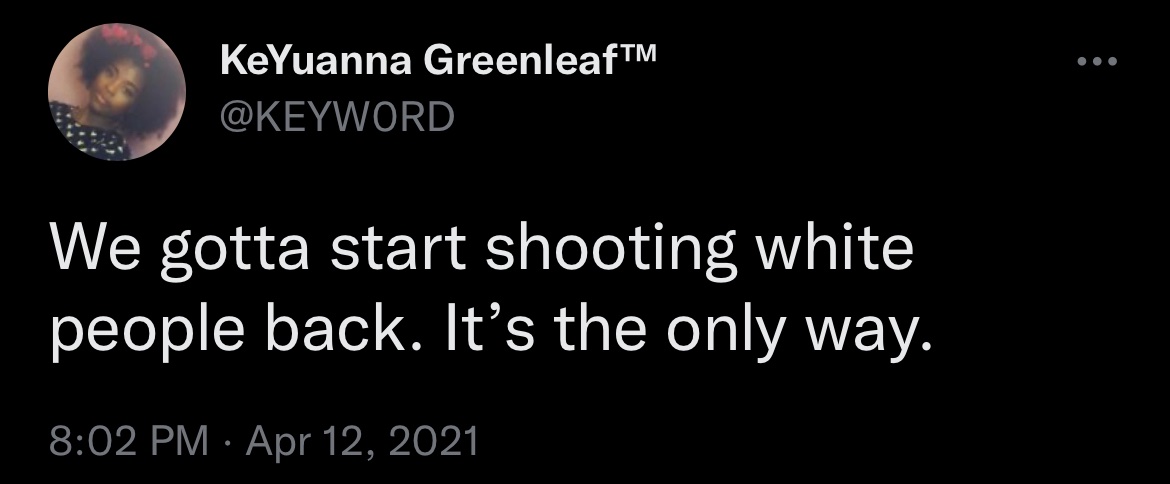 KeYuanna Greenleaf™
@KEYW0RD
We gotta start shooting white
people back. It’s the only way.
8:02 PM · Apr 12, 2021